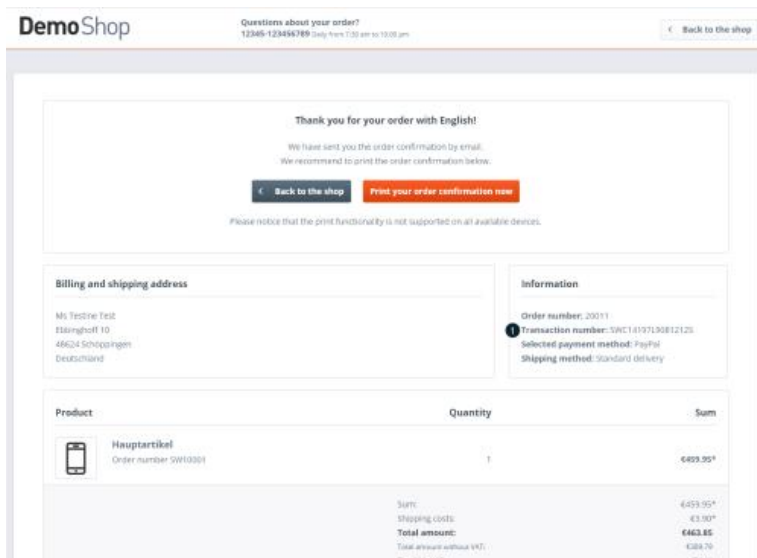 DemoShop
Questions about your order?
12345-123456789 Daily from 7:30 am to 10:00 pm
Back to the shop
Thank you for your order with English!
We have sent you the order confirmation by email.
We recommend to print the order confirmation below.
Back to the shop
Print your order confirmation now
Please notice that the print functionality is not supported on all available devices.
Billing and shipping address
Ms Testine Test
Ebbinghoff 10
48624 Schöppingen
Deutschland
Information
Order number: 20011
1 Transaction number:
Selected payment method: PayPal
Shipping method: Standard delivery
Product Quantity Sum
Hauptartikel
Order number SW10001
1 €459.95*
Sum: €459.95*
Shipping costs: €3.90*
Total amount: €463.85
Total amount without VAT: